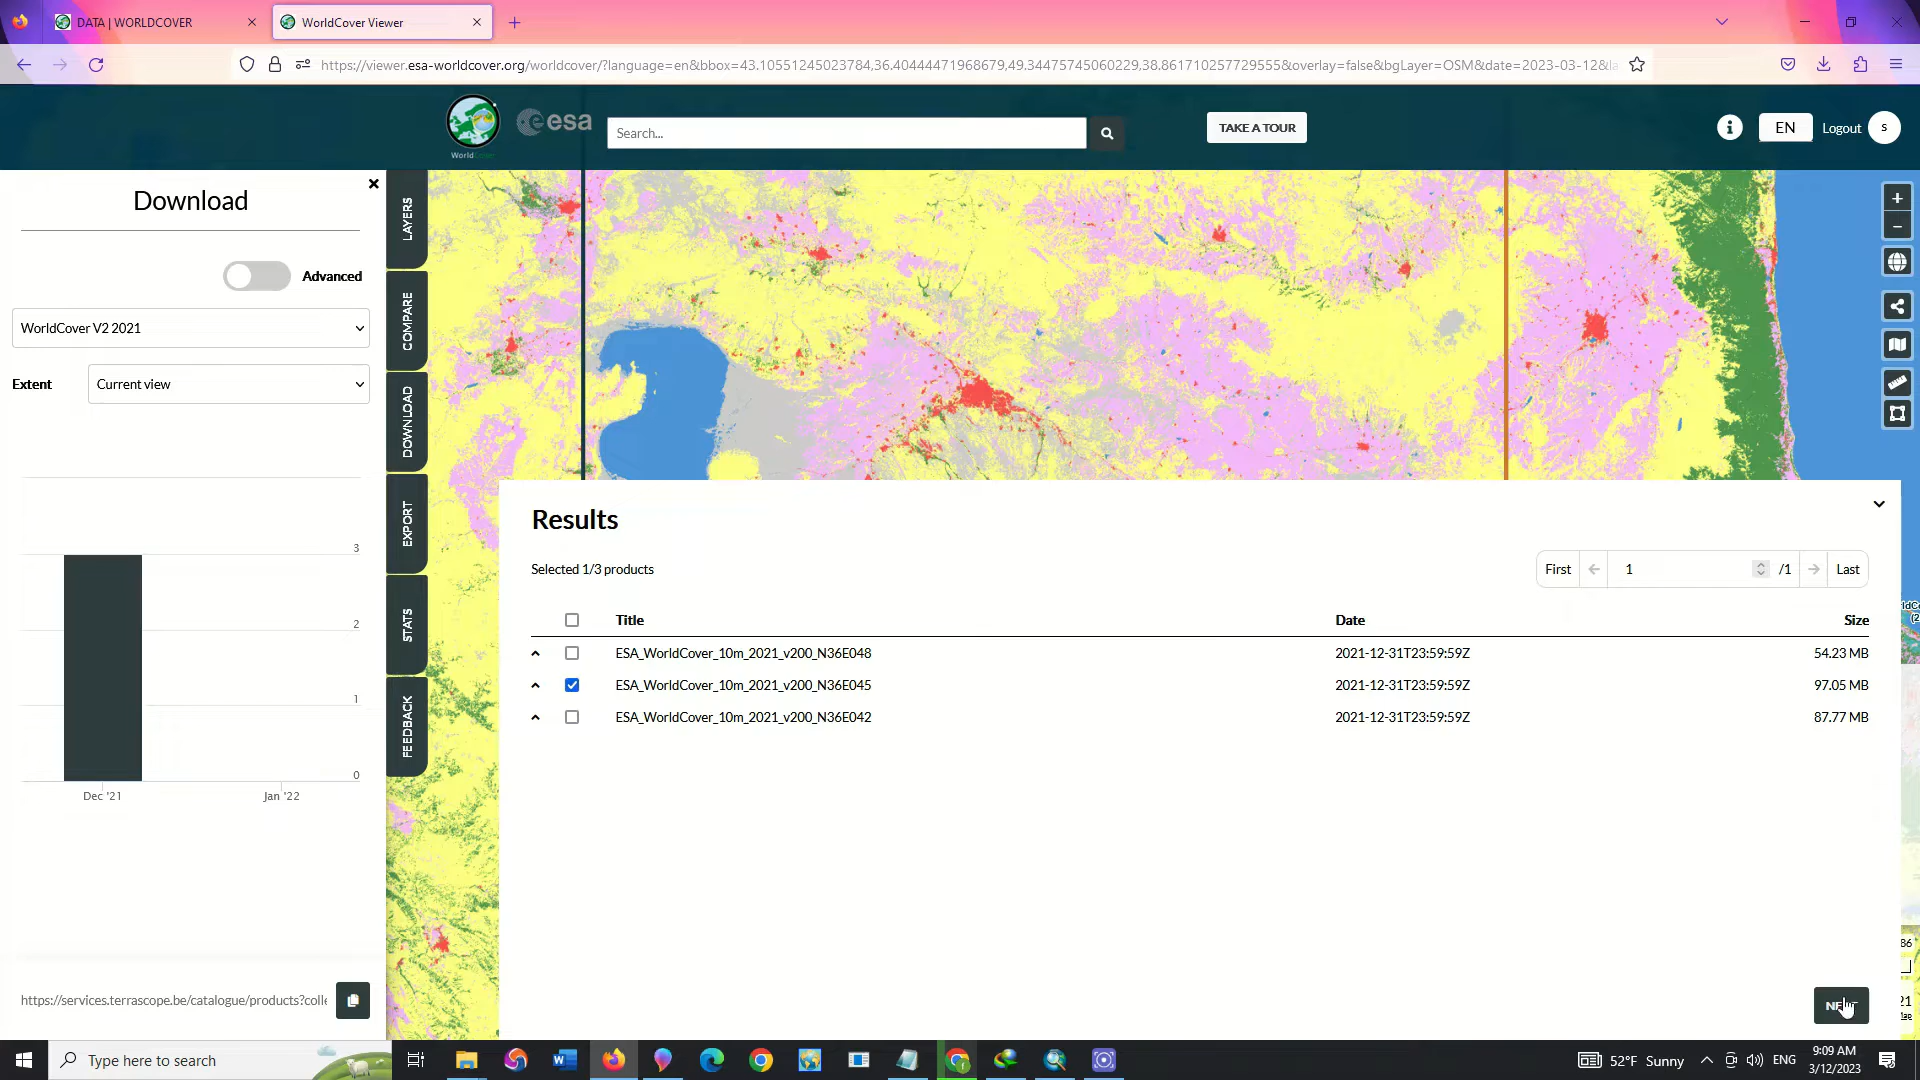 DATA | WORLDCOVER
WorldCover Viewer
https://viewer.esa-worldcover.org/worldcover/?language=en&bbox=43.10551245023784,36.40444471968679,49.34475745060229,38.861710257729555&overlay=false&bgLayer=OSM&date=2023-03-12&la
World
esa
Search...
TAKE A TOUR
EN
Logout
S
Download
Advanced
WorldCover V2 2021
Extent
Current view
3
2
1
0
Dec '21
Jan '22
https://services.terrascope.be/catalogue/products?colle
LAYERS
COMPARE
DOWNLOAD
EXPORT
STATS
FEEDBACK
Results
Selected 1/3 products
First
1
/1
Last
Title
Date
Size
ESA_WorldCover_10m_2021_v200_N36E048
2021-12-31T23:59:59Z
54.23 MB
ESA_WorldCover_10m_2021_v200_N36E045
2021-12-31T23:59:59Z
97.05 MB
ESA_WorldCover_10m_2021_v200_N36E042
2021-12-31T23:59:59Z
87.77 MB
86
21
Type here to search
52°F Sunny
ENG
9:09 AM
3/12/2023